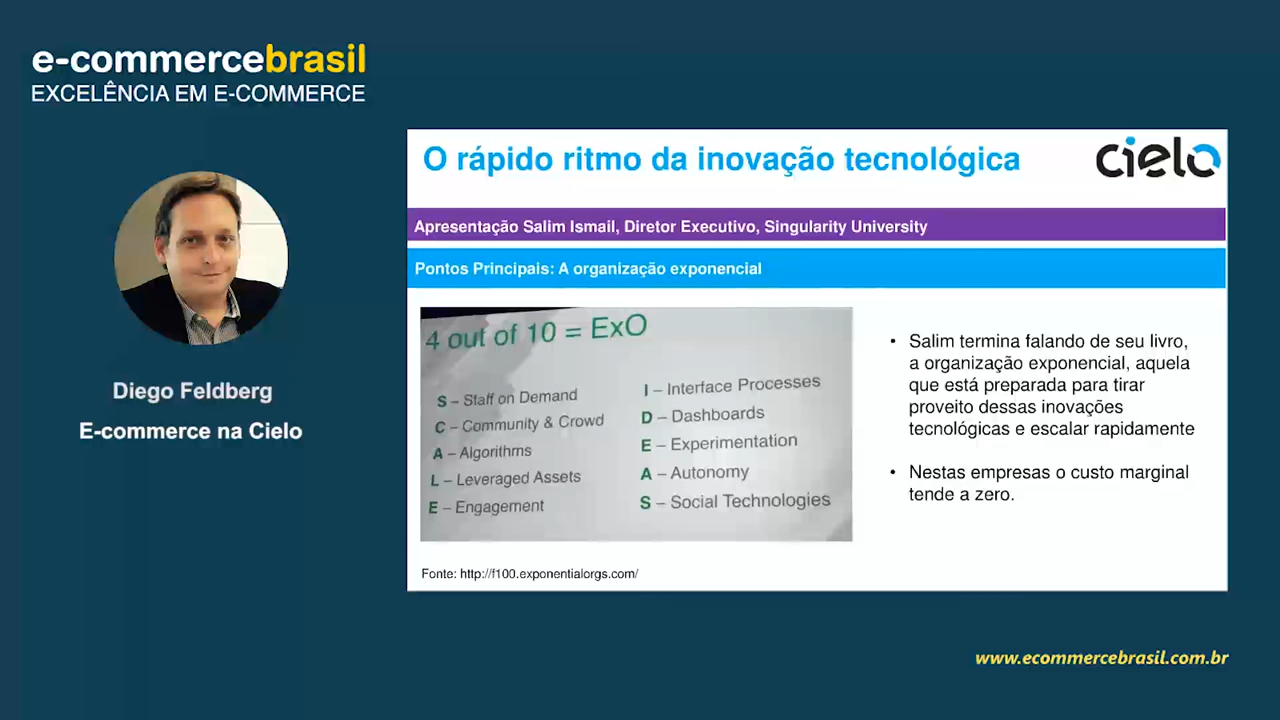 e-commercebrasil
EXCELÊNCIA EM E-COMMERCE
Diego Feldberg
E-commerce na Cielo
O rápido ritmo da inovação tecnológica
cielo
Apresentação Salim Ismail, Diretor Executivo, Singularity University
Pontos Principais: A organização exponencial
4 out of 10 = ExO
S – Staff on Demand
C – Community & Crowd
A – Algorithms
L – Leveraged Assets
E – Engagement
I – Interface Processes
D – Dashboards
E – Experimentation
A – Autonomy
S – Social Technologies
• Salim termina falando de seu livro,
a organização exponencial, aquela
que está preparada para tirar
proveito dessas inovações
tecnológicas e escalar rapidamente
• Nestas empresas o custo marginal
tende a zero.
Fonte: http://f100.exponentialorgs.com/
www.ecommercebrasil.com.br